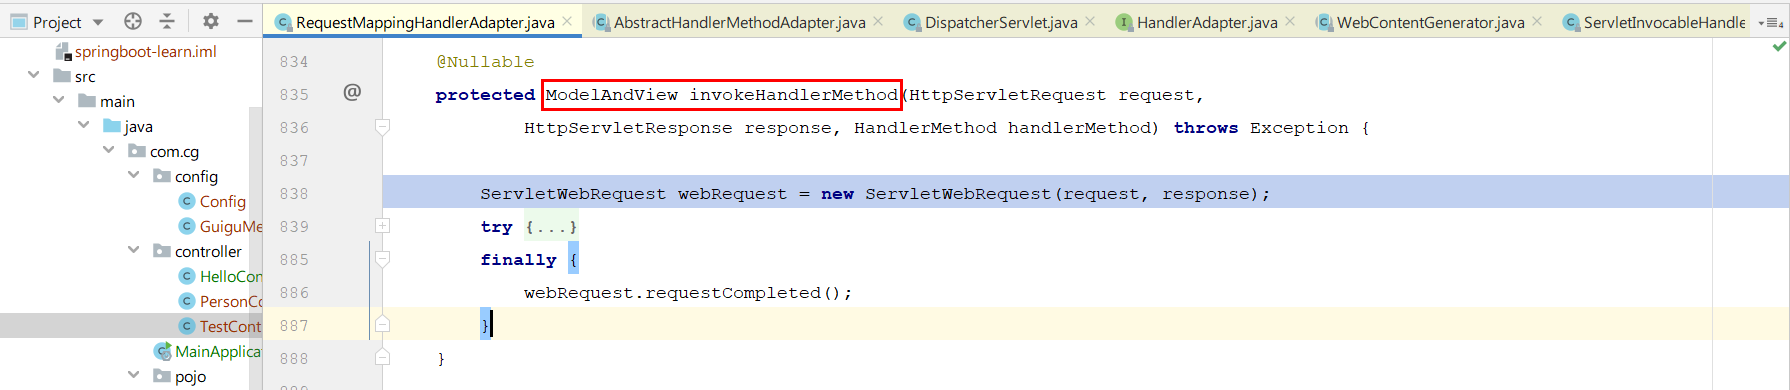 Project
RequestMappingHandlerAdapter.java
AbstractHandlerMethodAdapter.java
DispatcherServlet.java
HandlerAdapter.java
WebContentGenerator.java
ServletInvocableHandle
4
springboot-learn.iml
src
main
java
com.cg
config
Config
GuiguMe
controller
HelloCon
PersonCo
TestCont
MainApplica
pojo
834 @Nullable
835 @ protected ModelAndView invokeHandlerMethod(HttpServletRequest request,
836 HttpServletResponse response, HandlerMethod handlerMethod) throws Exception {
837
838 ServletWebRequest webRequest = new ServletWebRequest(request, response);
839 try {...}
885 finally {
886 webRequest.requestCompleted();
887 }
888 }